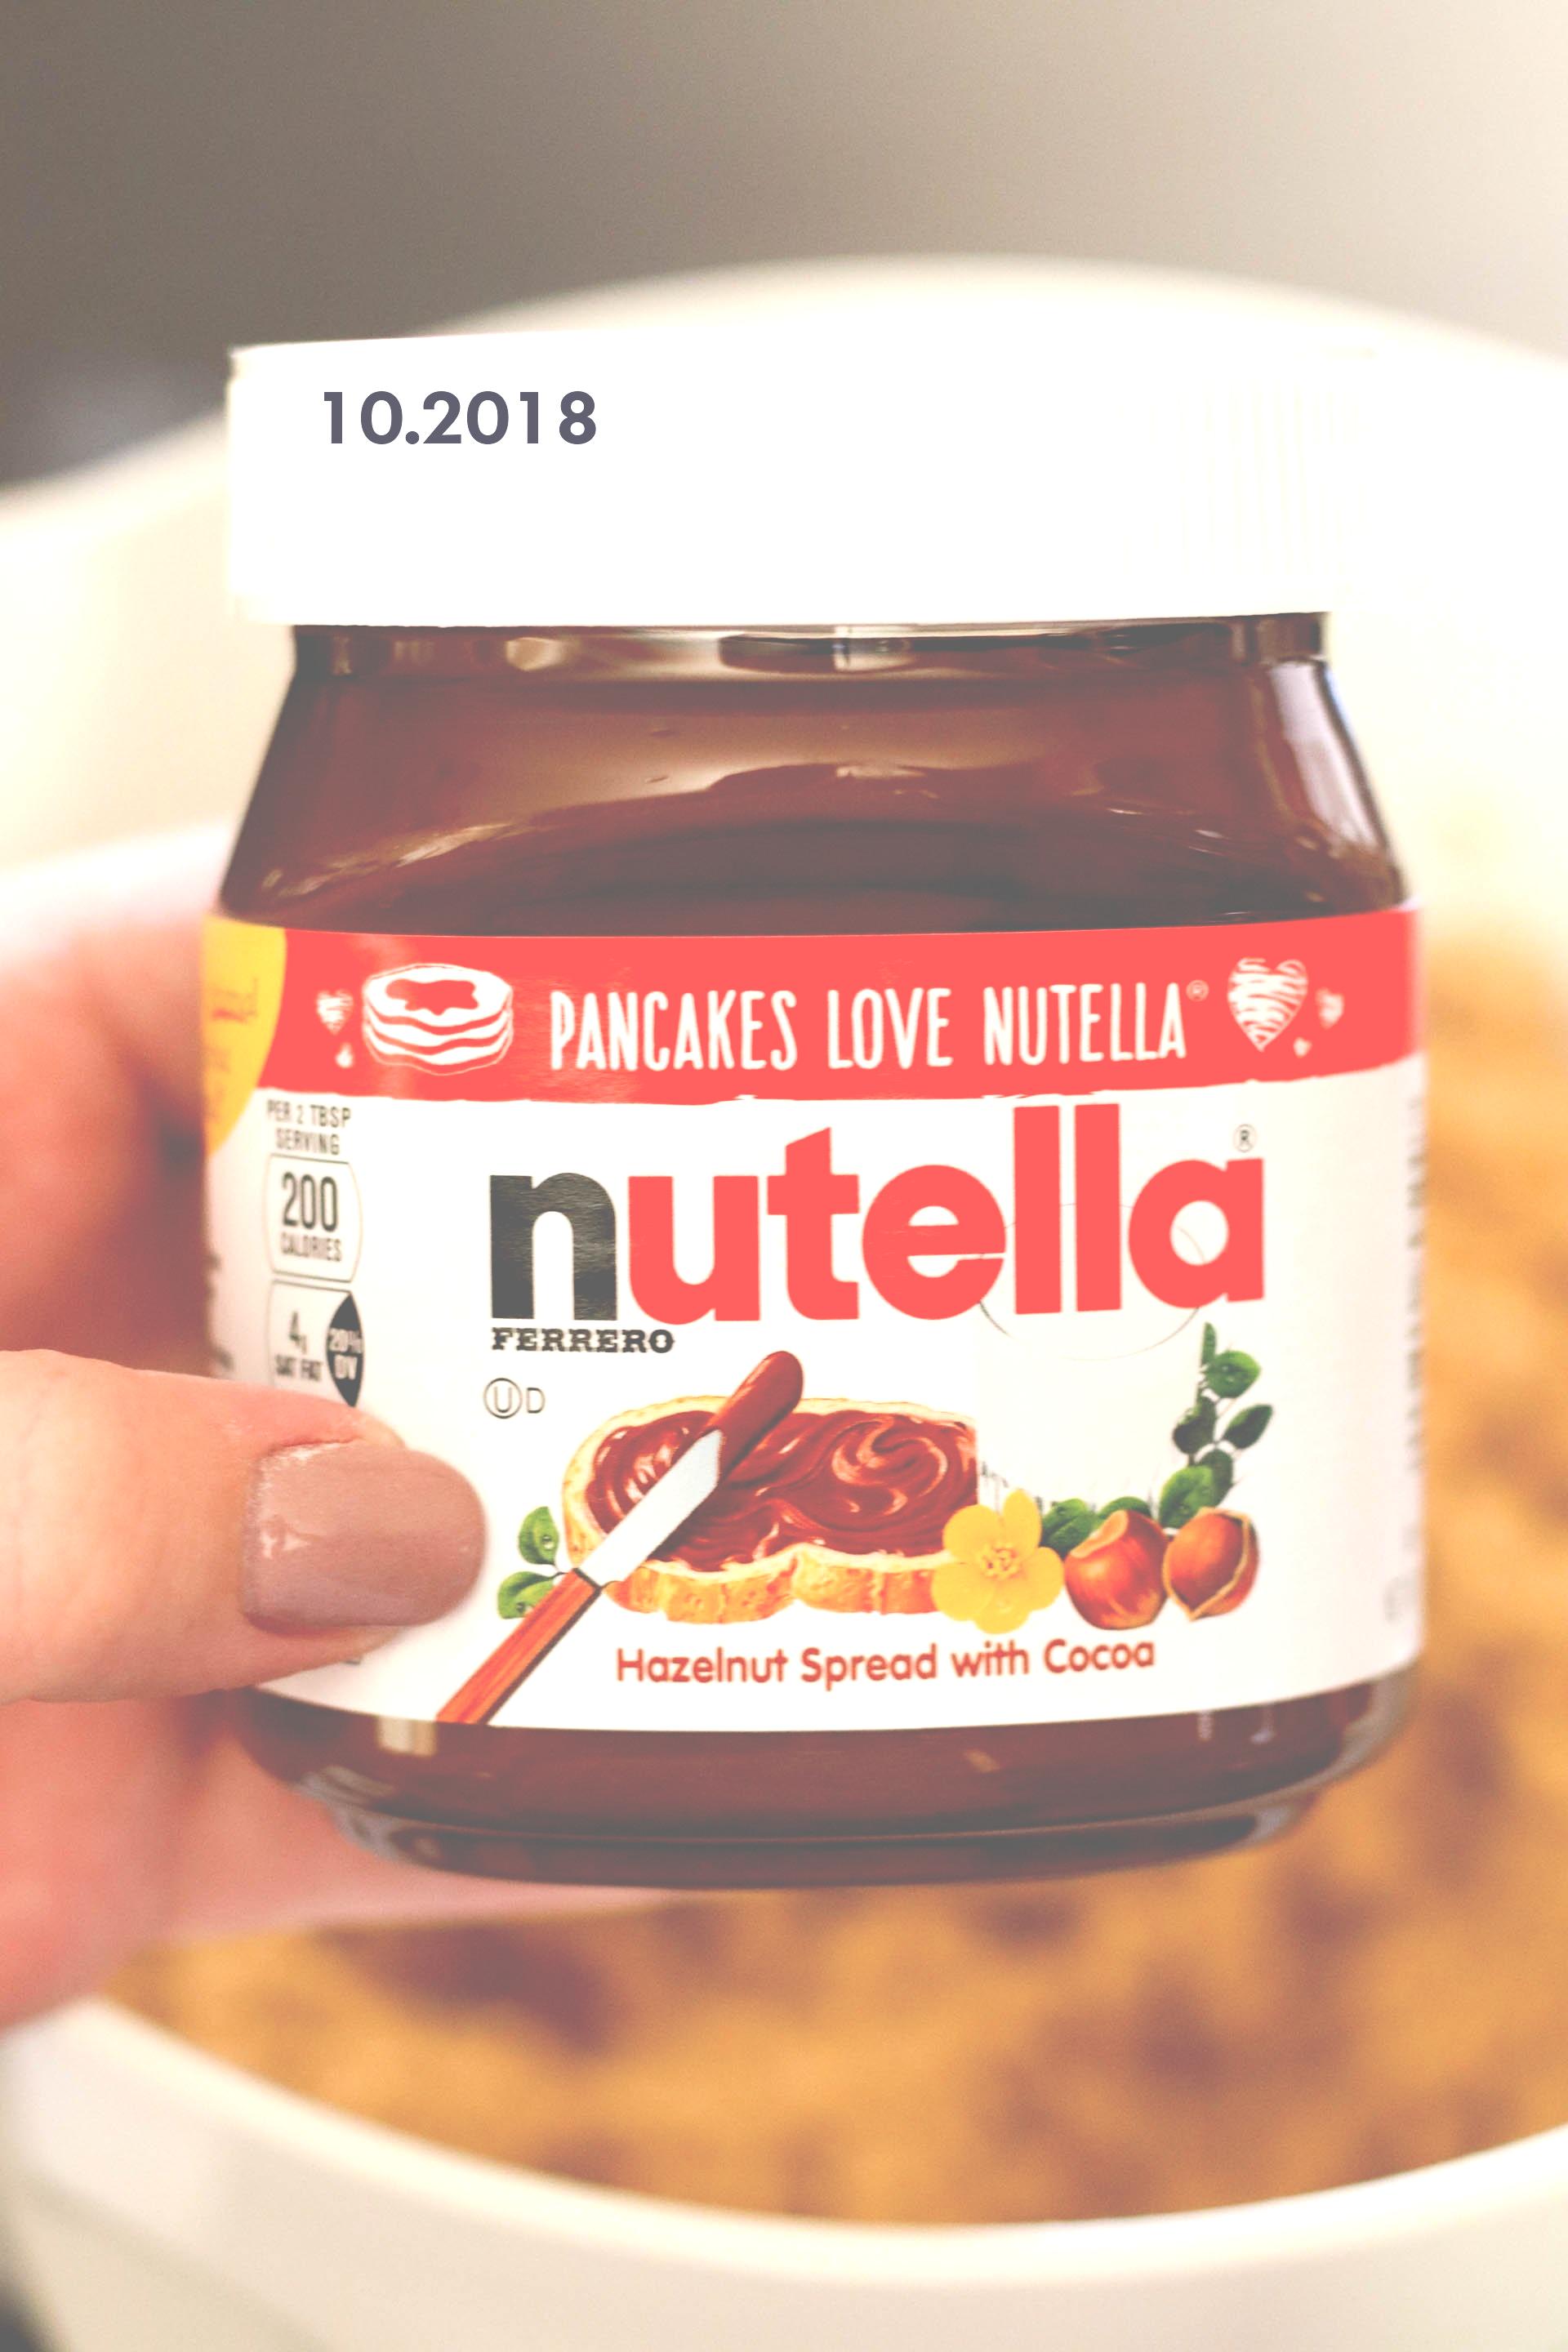 10.2018
PANCAKES LOVE NUTELLA®
PER 2 TBSP
SERVING
200
CALORIES
4g
SAT FAT
20%
DV
nutella®
FERRERO
UD
Hazelnut Spread with Cocoa